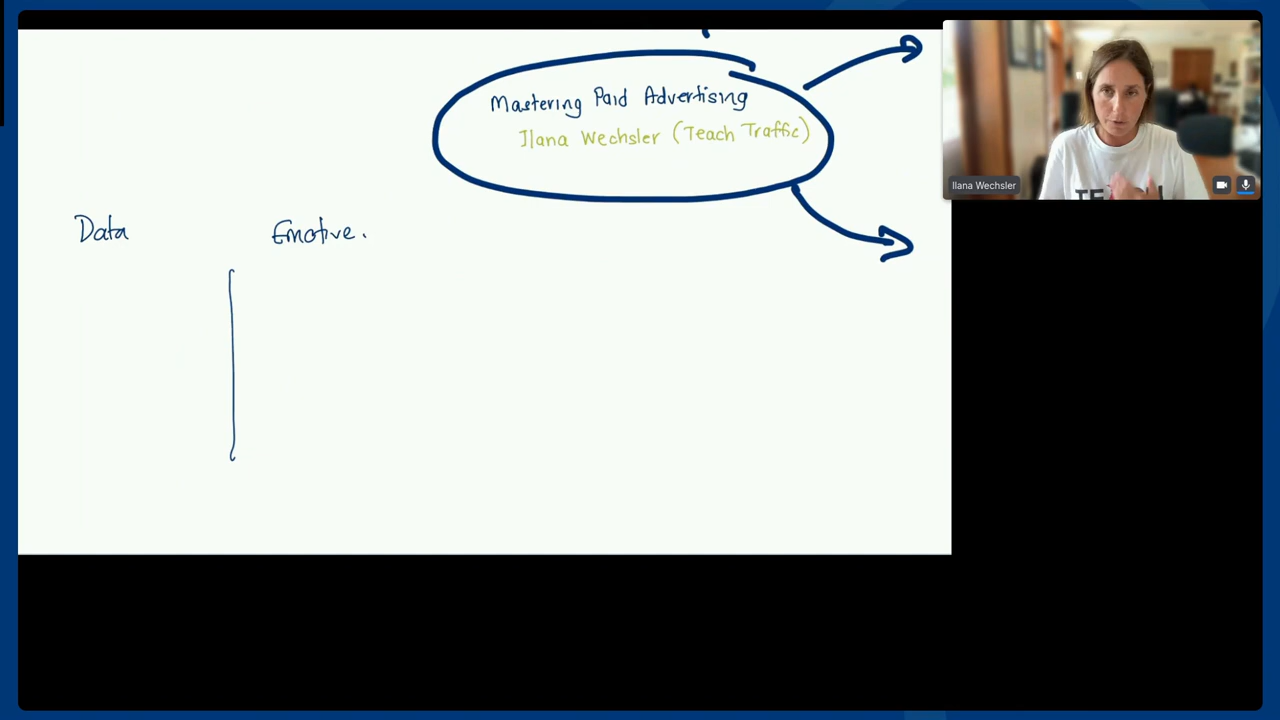 Mastering Paid Advertising
Ilana Wechsler (Teach Traffic)
Ilana Wechsler
Data Emotive.